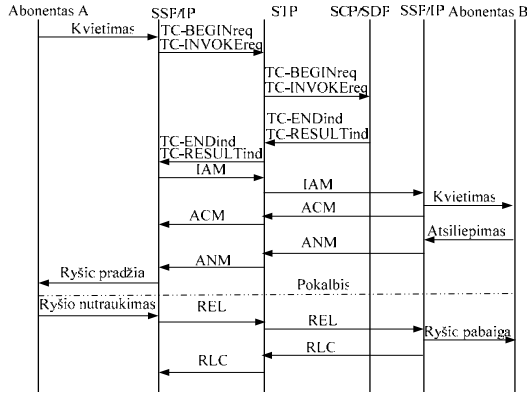 Abonentas A SSF/IP STP SCP/SDF SSF/IP Abonentas B
Kvietimas
TC-BEGINreq
TC-INVOKEreq
TC-BEGINreq
TC-INVOKEreq
TC-ENDind
TC-RESULTind
TC-ENDind
TC-RESULTind
IAM
IAM
Kvietimas
ACM
ACM
Atsiliepimas
ANM
ANM
Ryšic pradžia
Pokalbis
Ryšio nutraukimas
REL
REL
Ryšic pabaiga
RLC
RLC